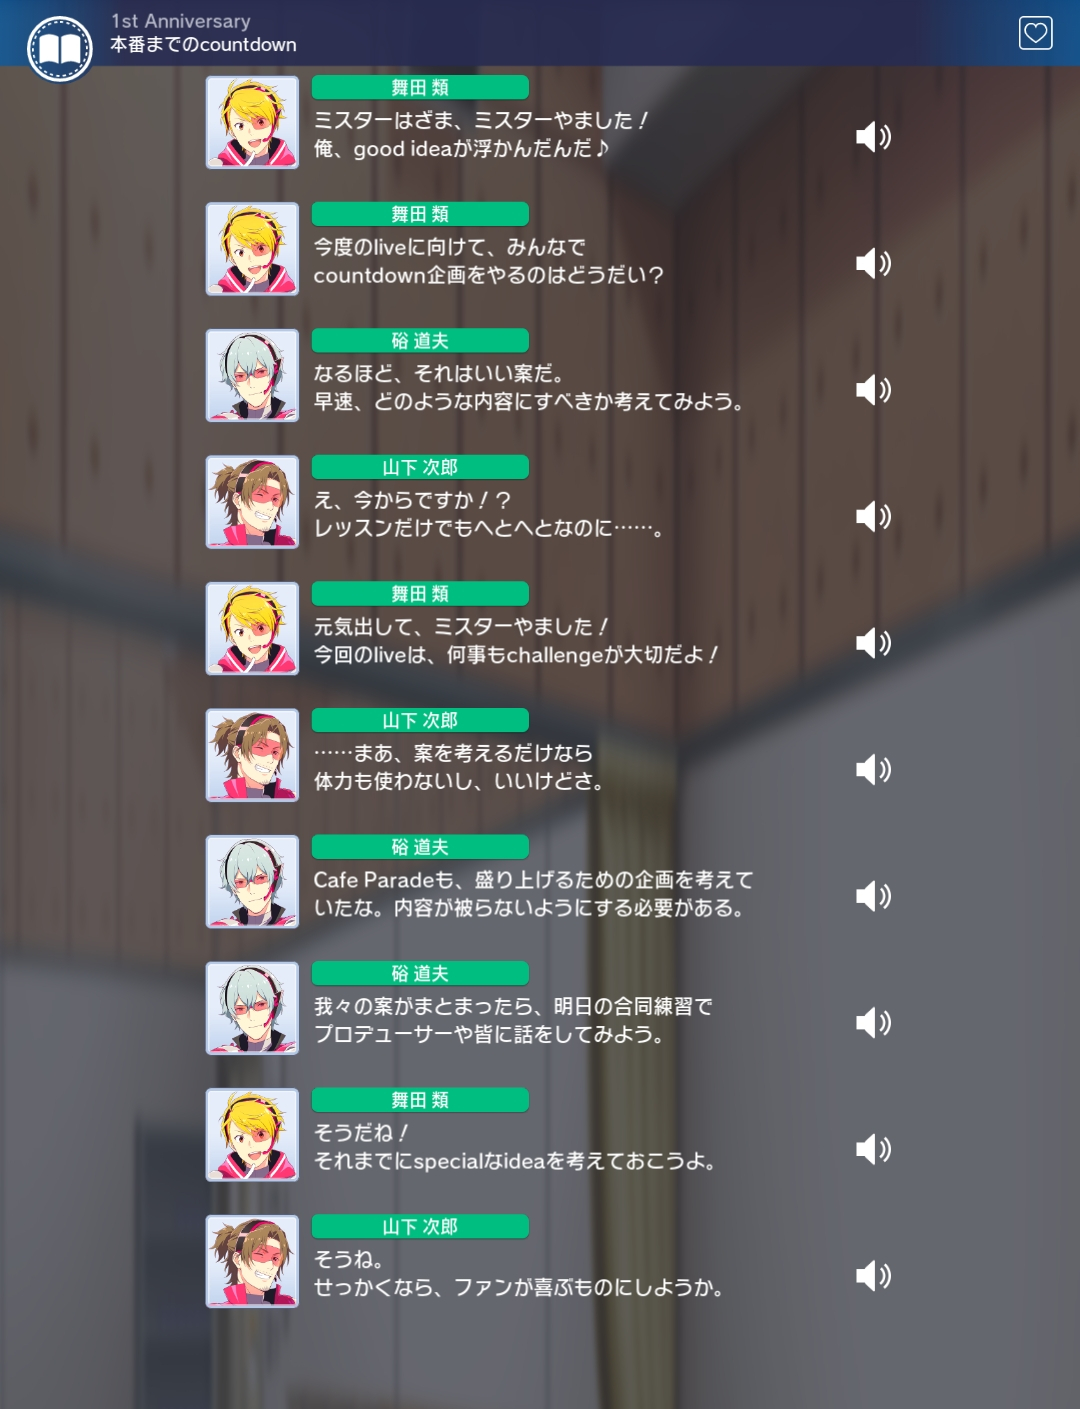 1st Anniversary
本番までのcountdown
舞田 類
ミスターはざま、ミスターやました！
俺、good ideaが浮かんだんだ♪
舞田 類
今度のliveに向けて、みんなで
countdown企画をやるのはどうだい？
硲 道夫
なるほど、それはいい案だ。
早速、どのような内容にすべきか考えてみよう。
山下 次郎
え、今からですか！？
レッスンだけでもへとへとなのに……。
舞田 類
元気出して、ミスターやました！
今回のliveは、何事もchallengeが大切だよ！
山下 次郎
……まあ、案を考えるだけなら
体力も使わないし、いいけどさ。
硲 道夫
Cafe Paradeも、盛り上げるための企画を考えて
いたな。内容が被らないようにする必要がある。
硲 道夫
我々の案がまとまったら、明日の合同練習で
プロデューサーや皆に話をしてみよう。
舞田 類
そうだね！
それまでにspecialなideaを考えておこうよ。
山下 次郎
そうね。
せっかくなら、ファンが喜ぶものにしようか。